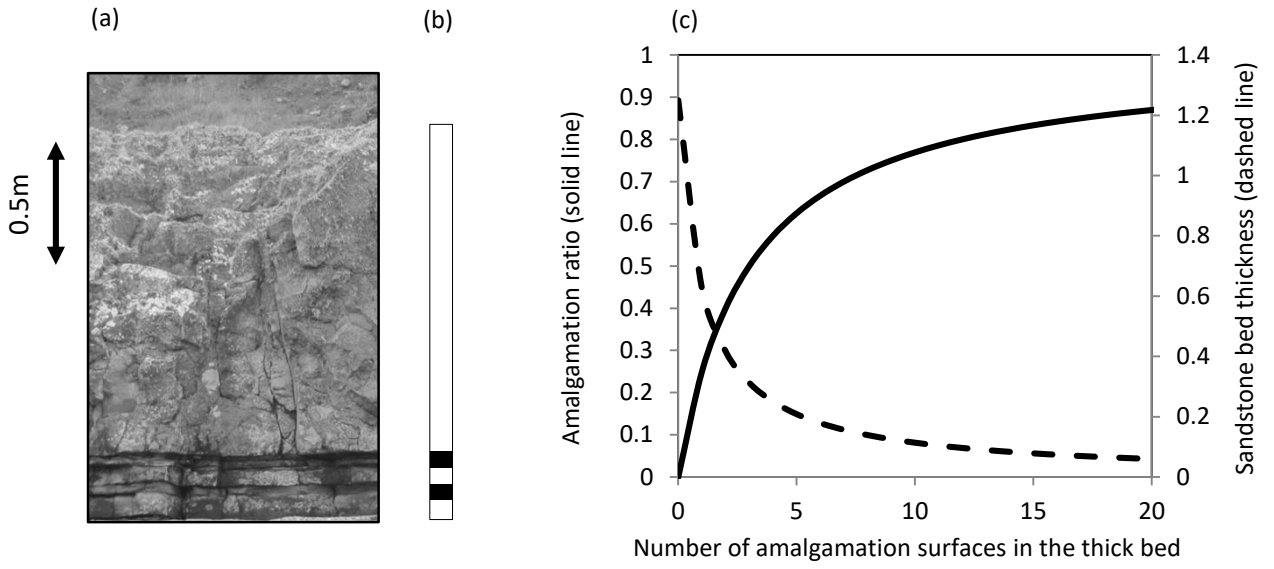 (a)
(b)
(c)
0.5m
Amalgamation ratio (solid line)
1
0.9
0.8
0.7
0.6
0.5
0.4
0.3
0.2
0.1
0
1.4
1.2
1
0.8
0.6
0.4
0.2
0
Sandstone bed thickness (dashed line)
0 5 10 15 20
Number of amalgamation surfaces in the thick bed